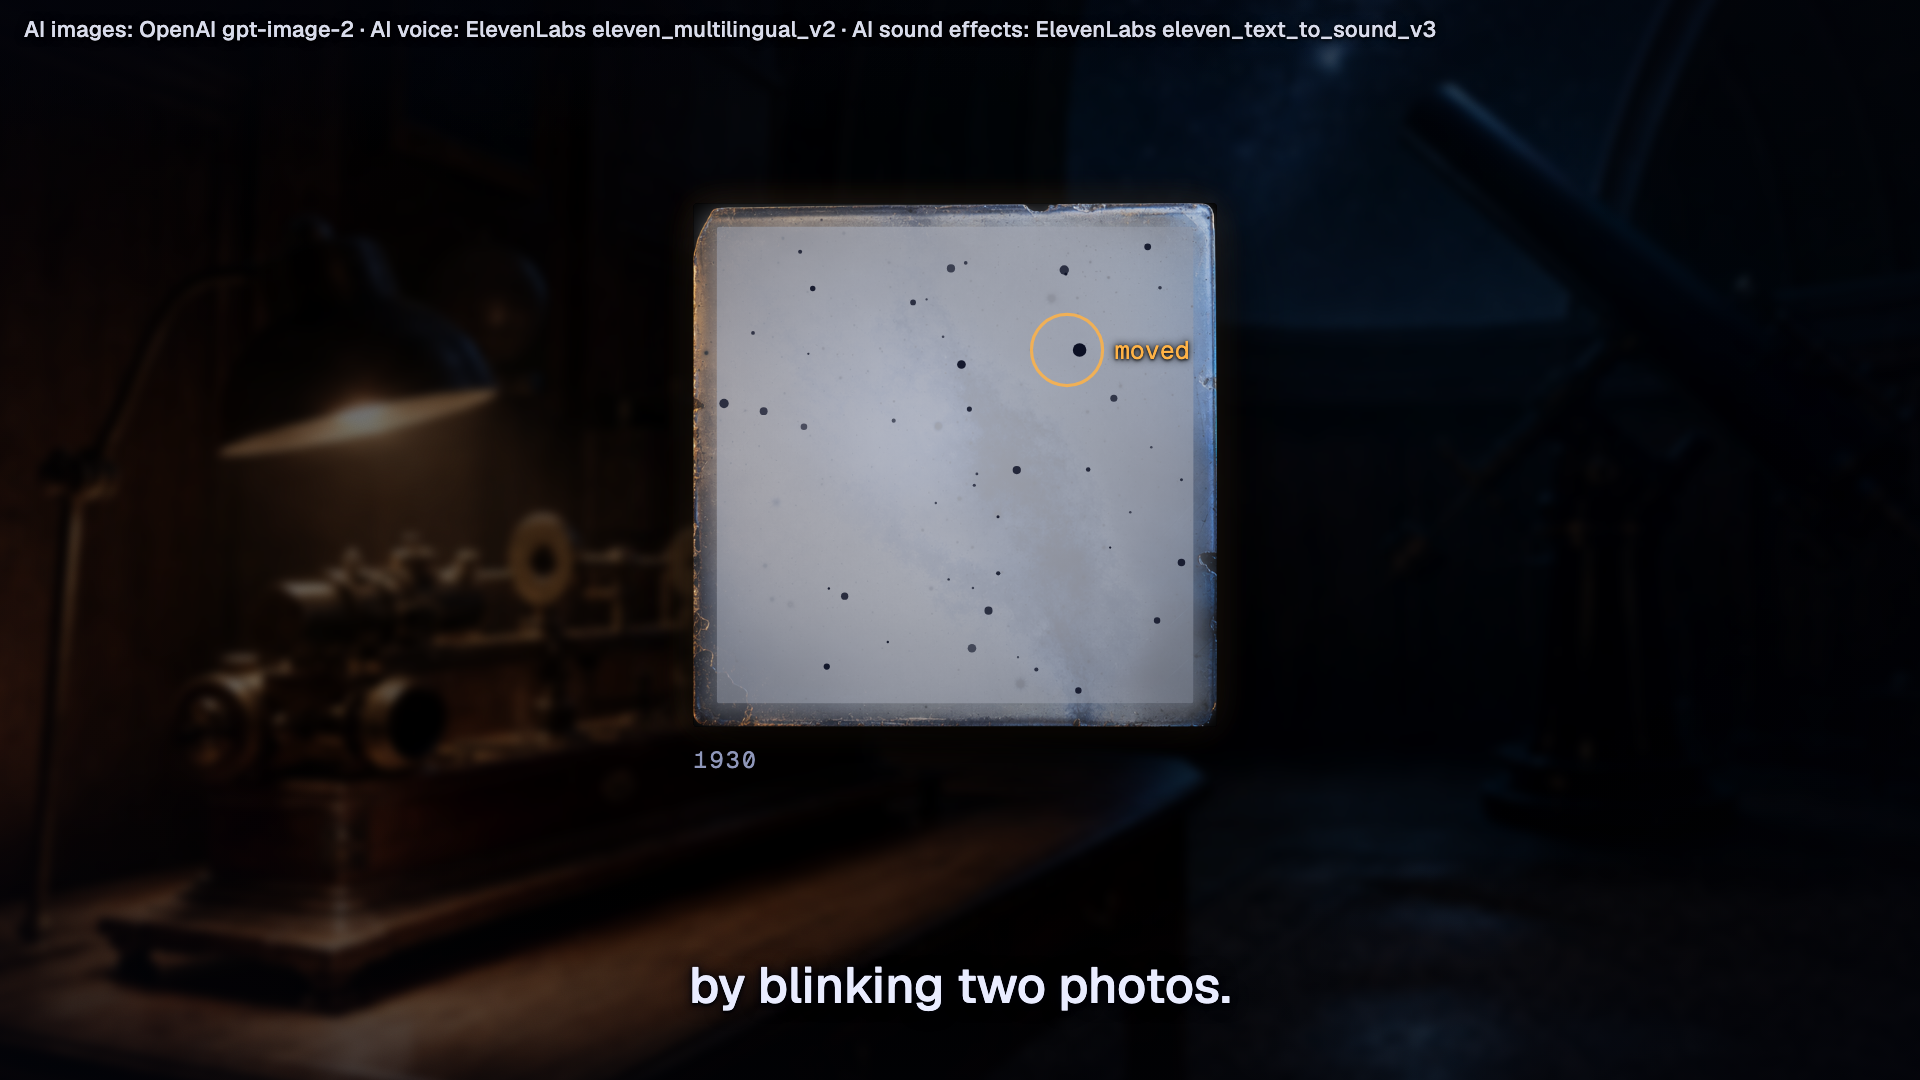 AI images: OpenAI gpt-image-2 · AI voice: ElevenLabs eleven_multilingual_v2 · AI sound effects: ElevenLabs eleven_text_to_sound_v3
moved
1930
by blinking two photos.